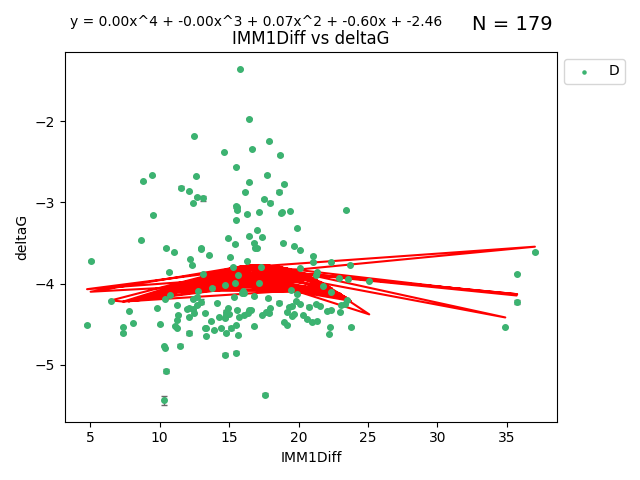 y = 0.00x^4 + -0.00x^3 + 0.07x^2 + -0.60x + -2.46
N = 179
IMM1Diff vs deltaG
D
deltaG
−2
−3
−4
−5
5 10 15 20 25 30 35
IMM1Diff